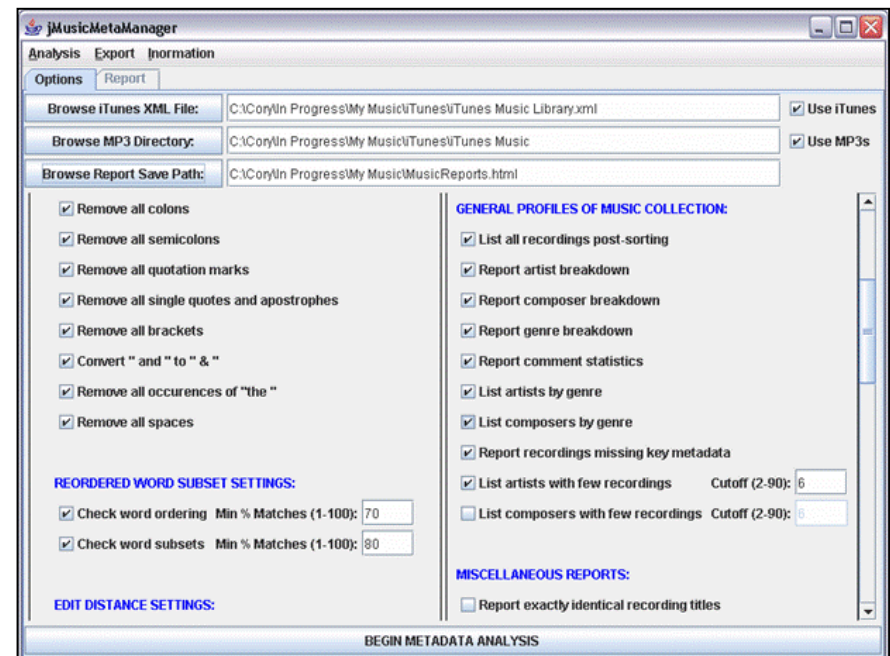 jMusicMetaManager
Analysis Export Inormation
Options Report
Browse iTunes XML File: C:\Cory\In Progress\My Music\iTunes\iTunes Music Library.xml Use iTunes
Browse MP3 Directory: C:\Cory\In Progress\My Music\iTunes\iTunes Music Use MP3s
Browse Report Save Path: C:\Cory\In Progress\My Music\MusicReports.html
Remove all colons
Remove all semicolons
Remove all quotation marks
Remove all single quotes and apostrophes
Remove all brackets
Convert " and " to " & "
Remove all occurences of "the "
Remove all spaces
REORDERED WORD SUBSET SETTINGS:
Check word ordering Min % Matches (1-100): 70
Check word subsets Min % Matches (1-100): 80
EDIT DISTANCE SETTINGS:
GENERAL PROFILES OF MUSIC COLLECTION:
List all recordings post-sorting
Report artist breakdown
Report composer breakdown
Report genre breakdown
Report comment statistics
List artists by genre
List composers by genre
Report recordings missing key metadata
List artists with few recordings Cutoff (2-90): 6
List composers with few recordings Cutoff (2-90): 6
MISCELLANEOUS REPORTS:
Report exactly identical recording titles
BEGIN METADATA ANALYSIS